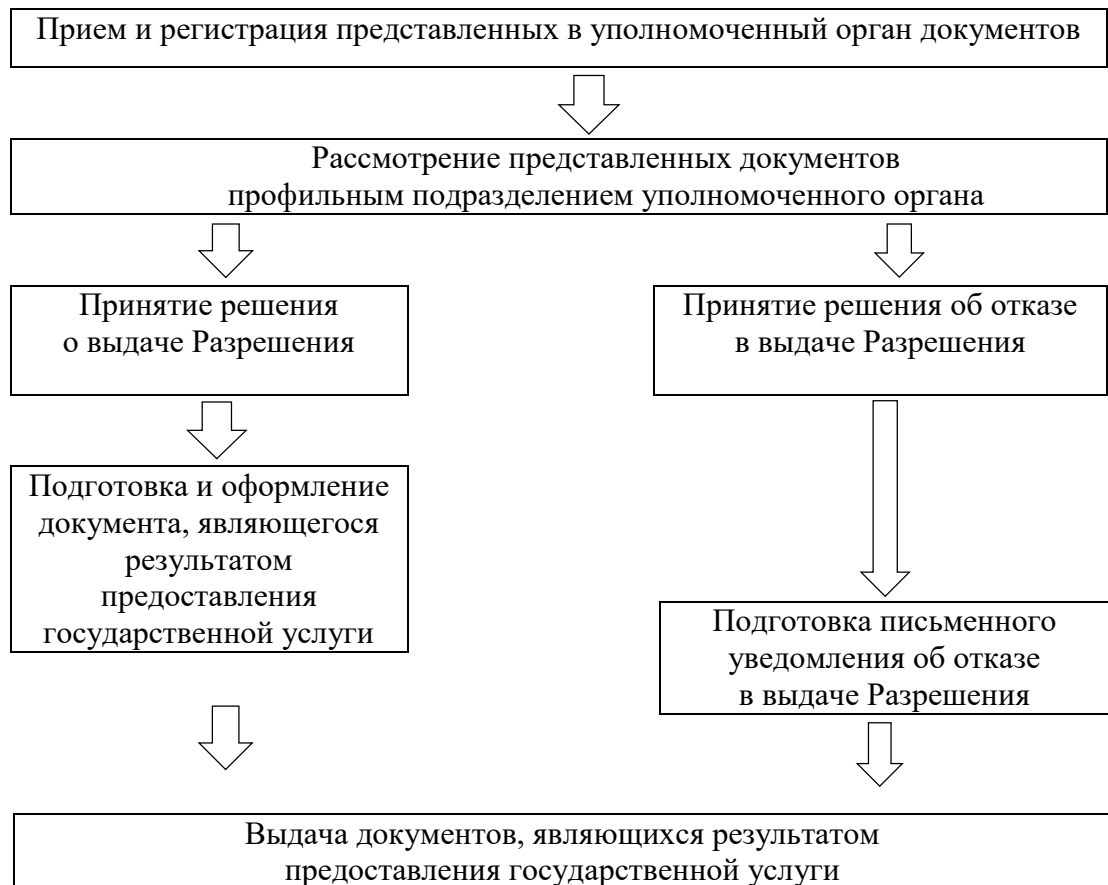 Прием и регистрация представленных в уполномоченный орган документов
Рассмотрение представленных документов
профильным подразделением уполномоченного органа
Принятие решения
о выдаче Разрешения
Принятие решения об отказе
в выдаче Разрешения
Подготовка и оформление
документа, являющегося
результатом
предоставления
государственной услуги
Подготовка письменного
уведомления об отказе
в выдаче Разрешения
Выдача документов, являющихся результатом
предоставления государственной услуги